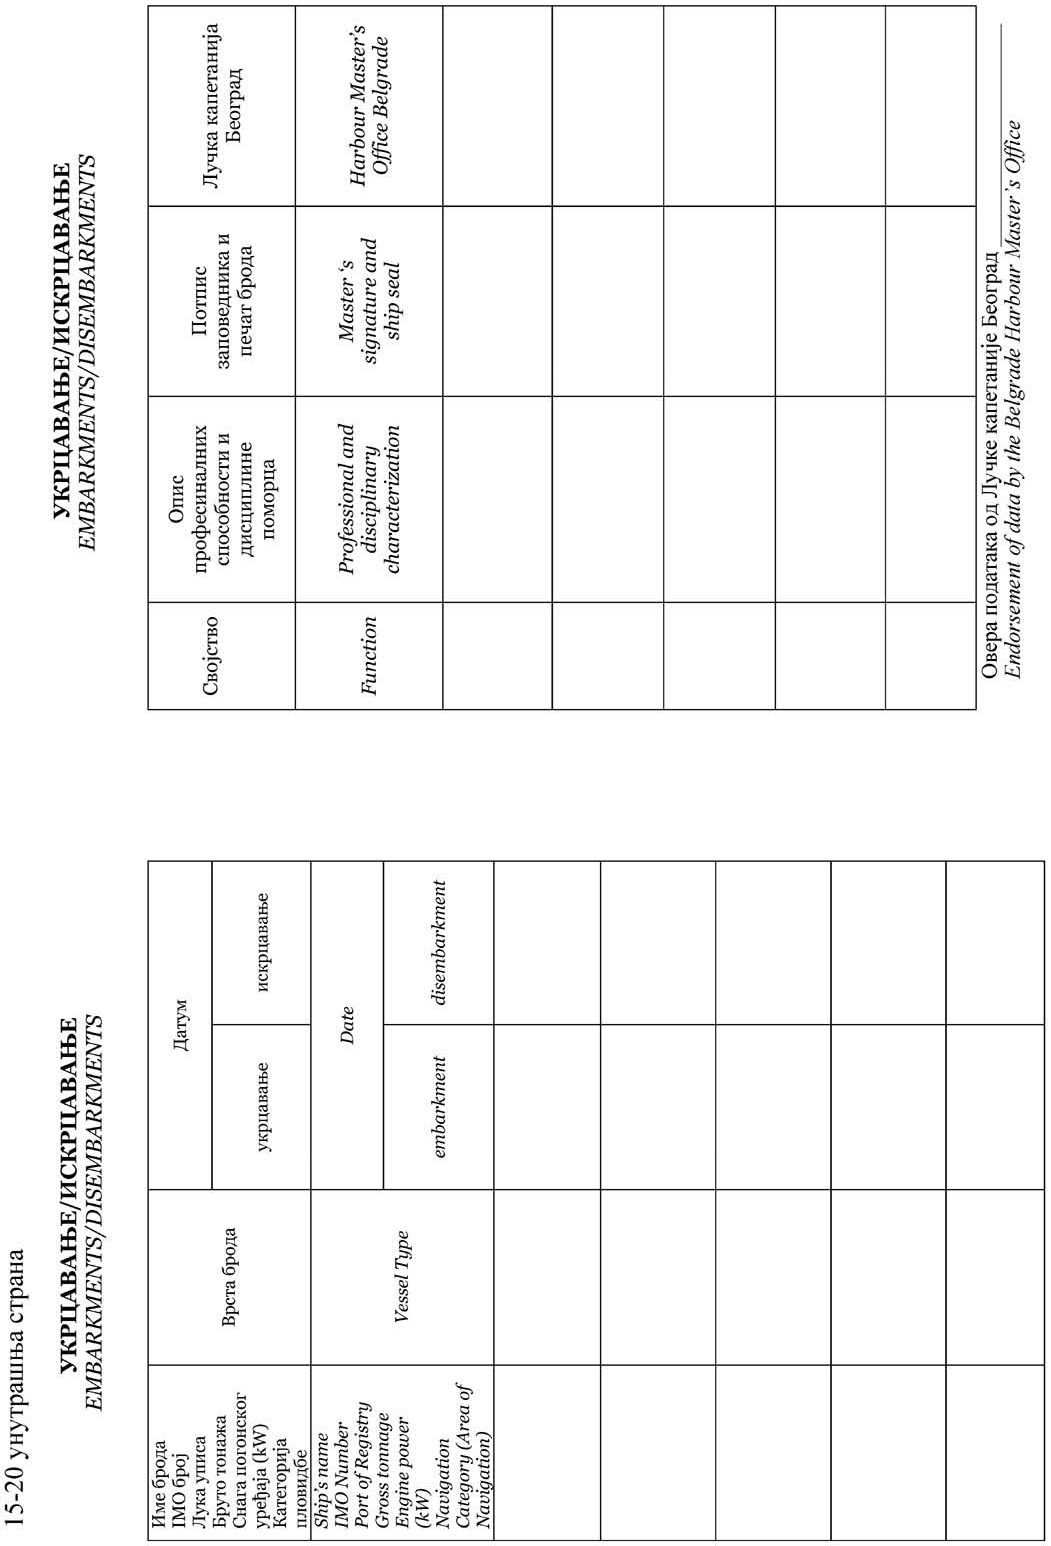 15-20 унутрашња страна
УКРЦАВАЊЕ/ИСКРЦАВАЊЕ
EMBARKMENTS/DISEMBARKMENTS
Име брода
IMO број
Лука уписа
Бруто тонажа
Снага погонског
уређаја (kW)
Категорија
пловидбе
Врста брода
Датум
укрцавање
искрцавање
Ship's name
IMO Number
Port of Registry
Gross tonnage
Engine power
(kW)
Navigation
Category (Area of
Navigation)
Vessel Type
Date
embarkment
disembarkment
УКРЦАВАЊЕ/ИСКРЦАВАЊЕ
EMBARKMENTS/DISEMBARKMENTS
Својство
Опис
професиналних
способности и
дисциплине
поморца
Потпис
заповедника и
печат брода
Лучка капетанија
Београд
Function
Professional and
disciplinary
characterization
Master ‘s
signature and
ship seal
Harbour Master's
Office Belgrade
Овера података од Лучке капетаније Београд
Endorsement of data by the Belgrade Harbour Master's Office